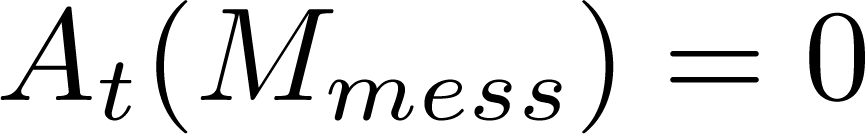 A_t(M_{mess}) = 0